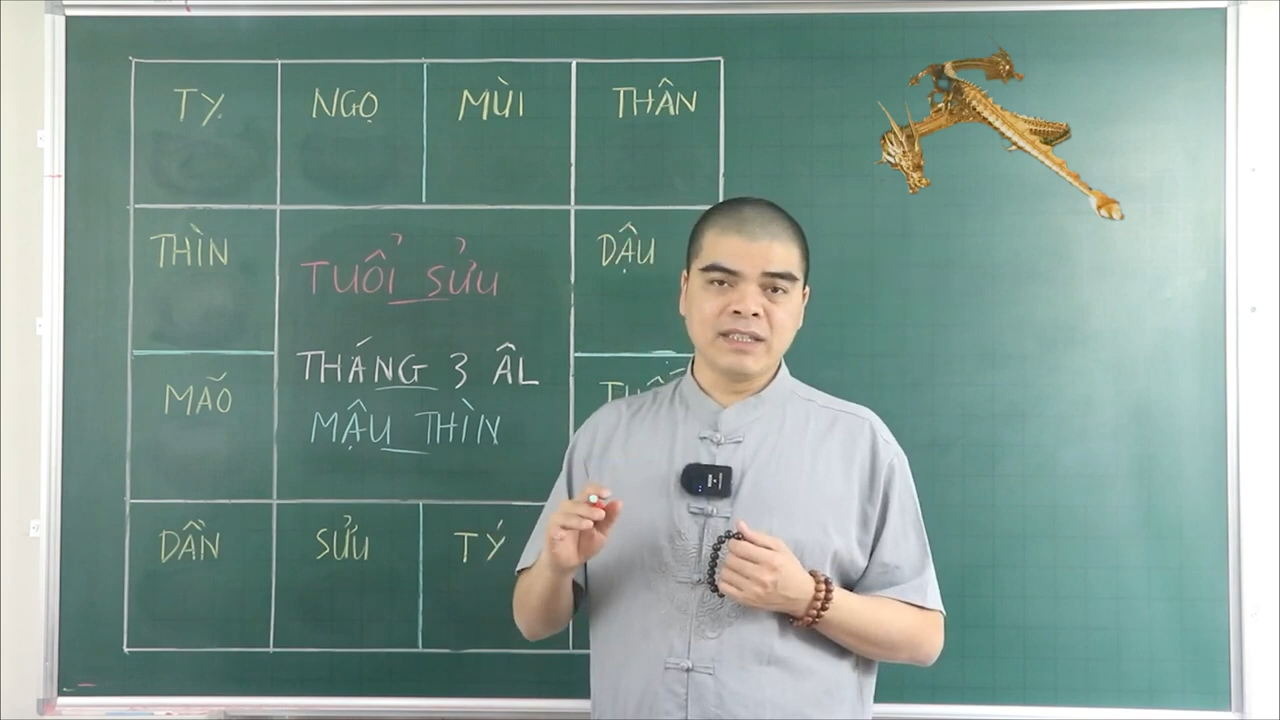 TỴ NGỌ MÙI THÂN
THÌN TUỔI SỬU DẬU
THÁNG 3 ÂL
MÃO MẬU THÌN
DẦN SỬU TÝ